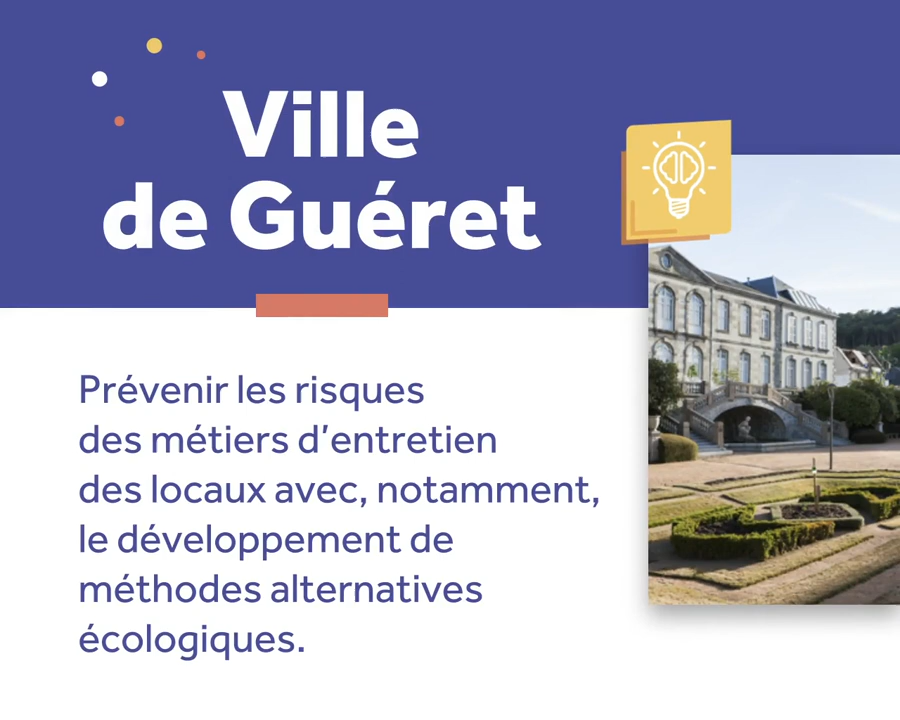 Ville
de Guéret
Prévenir les risques
des métiers d’entretien
des locaux avec, notamment,
le développement de
méthodes alternatives
écologiques.